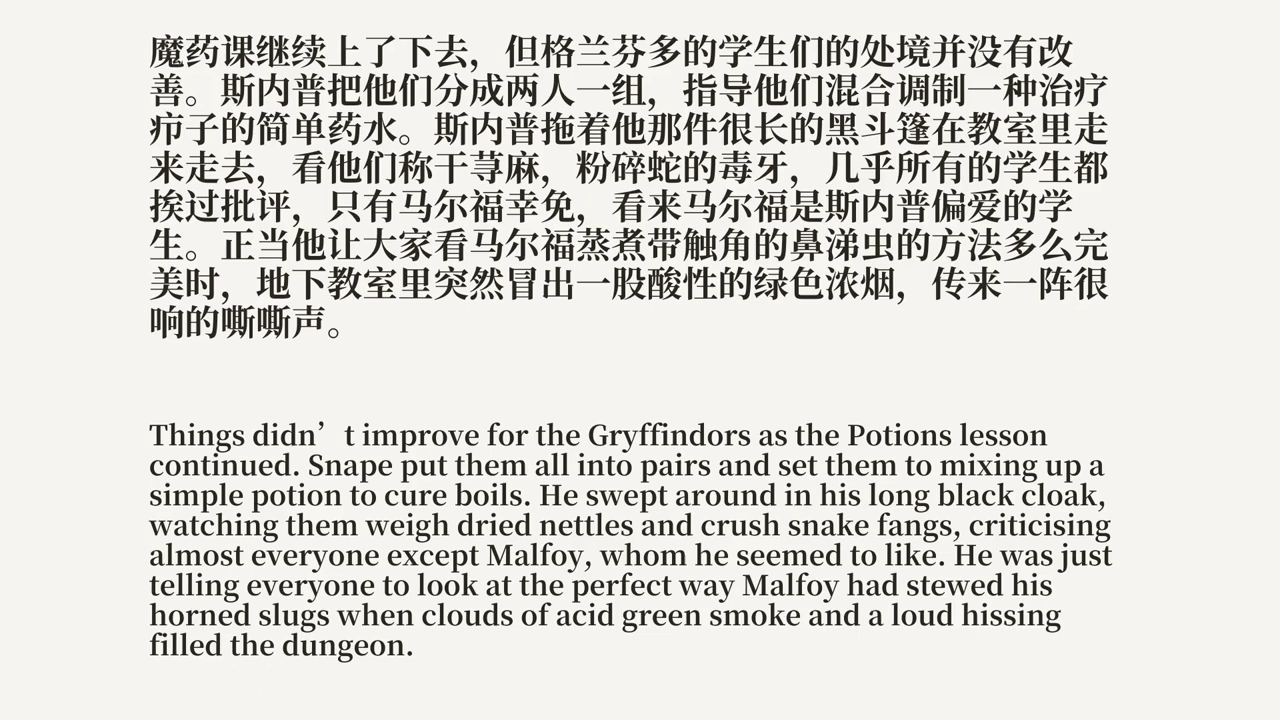 魔药课继续上了下去，但格兰芬多的学生们的处境并没有改
善。斯内普把他们分成两人一组，指导他们混合调制一种治疗
疖子的简单药水。斯内普拖着他那件很长的黑斗篷在教室里走
来走去，看他们称干荨麻，粉碎蛇的毒牙，几乎所有的学生都
挨过批评，只有马尔福幸免，看来马尔福是斯内普偏爱的学
生。正当他让大家看马尔福蒸煮带触角的鼻涕虫的方法多么完
美时，地下教室里突然冒出一股酸性的绿色浓烟，传来一阵很
响的嘶嘶声。
Things didn’t improve for the Gryffindors as the Potions lesson
continued. Snape put them all into pairs and set them to mixing up a
simple potion to cure boils. He swept around in his long black cloak,
watching them weigh dried nettles and crush snake fangs, criticising
almost everyone except Malfoy, whom he seemed to like. He was just
telling everyone to look at the perfect way Malfoy had stewed his
horned slugs when clouds of acid green smoke and a loud hissing
filled the dungeon.